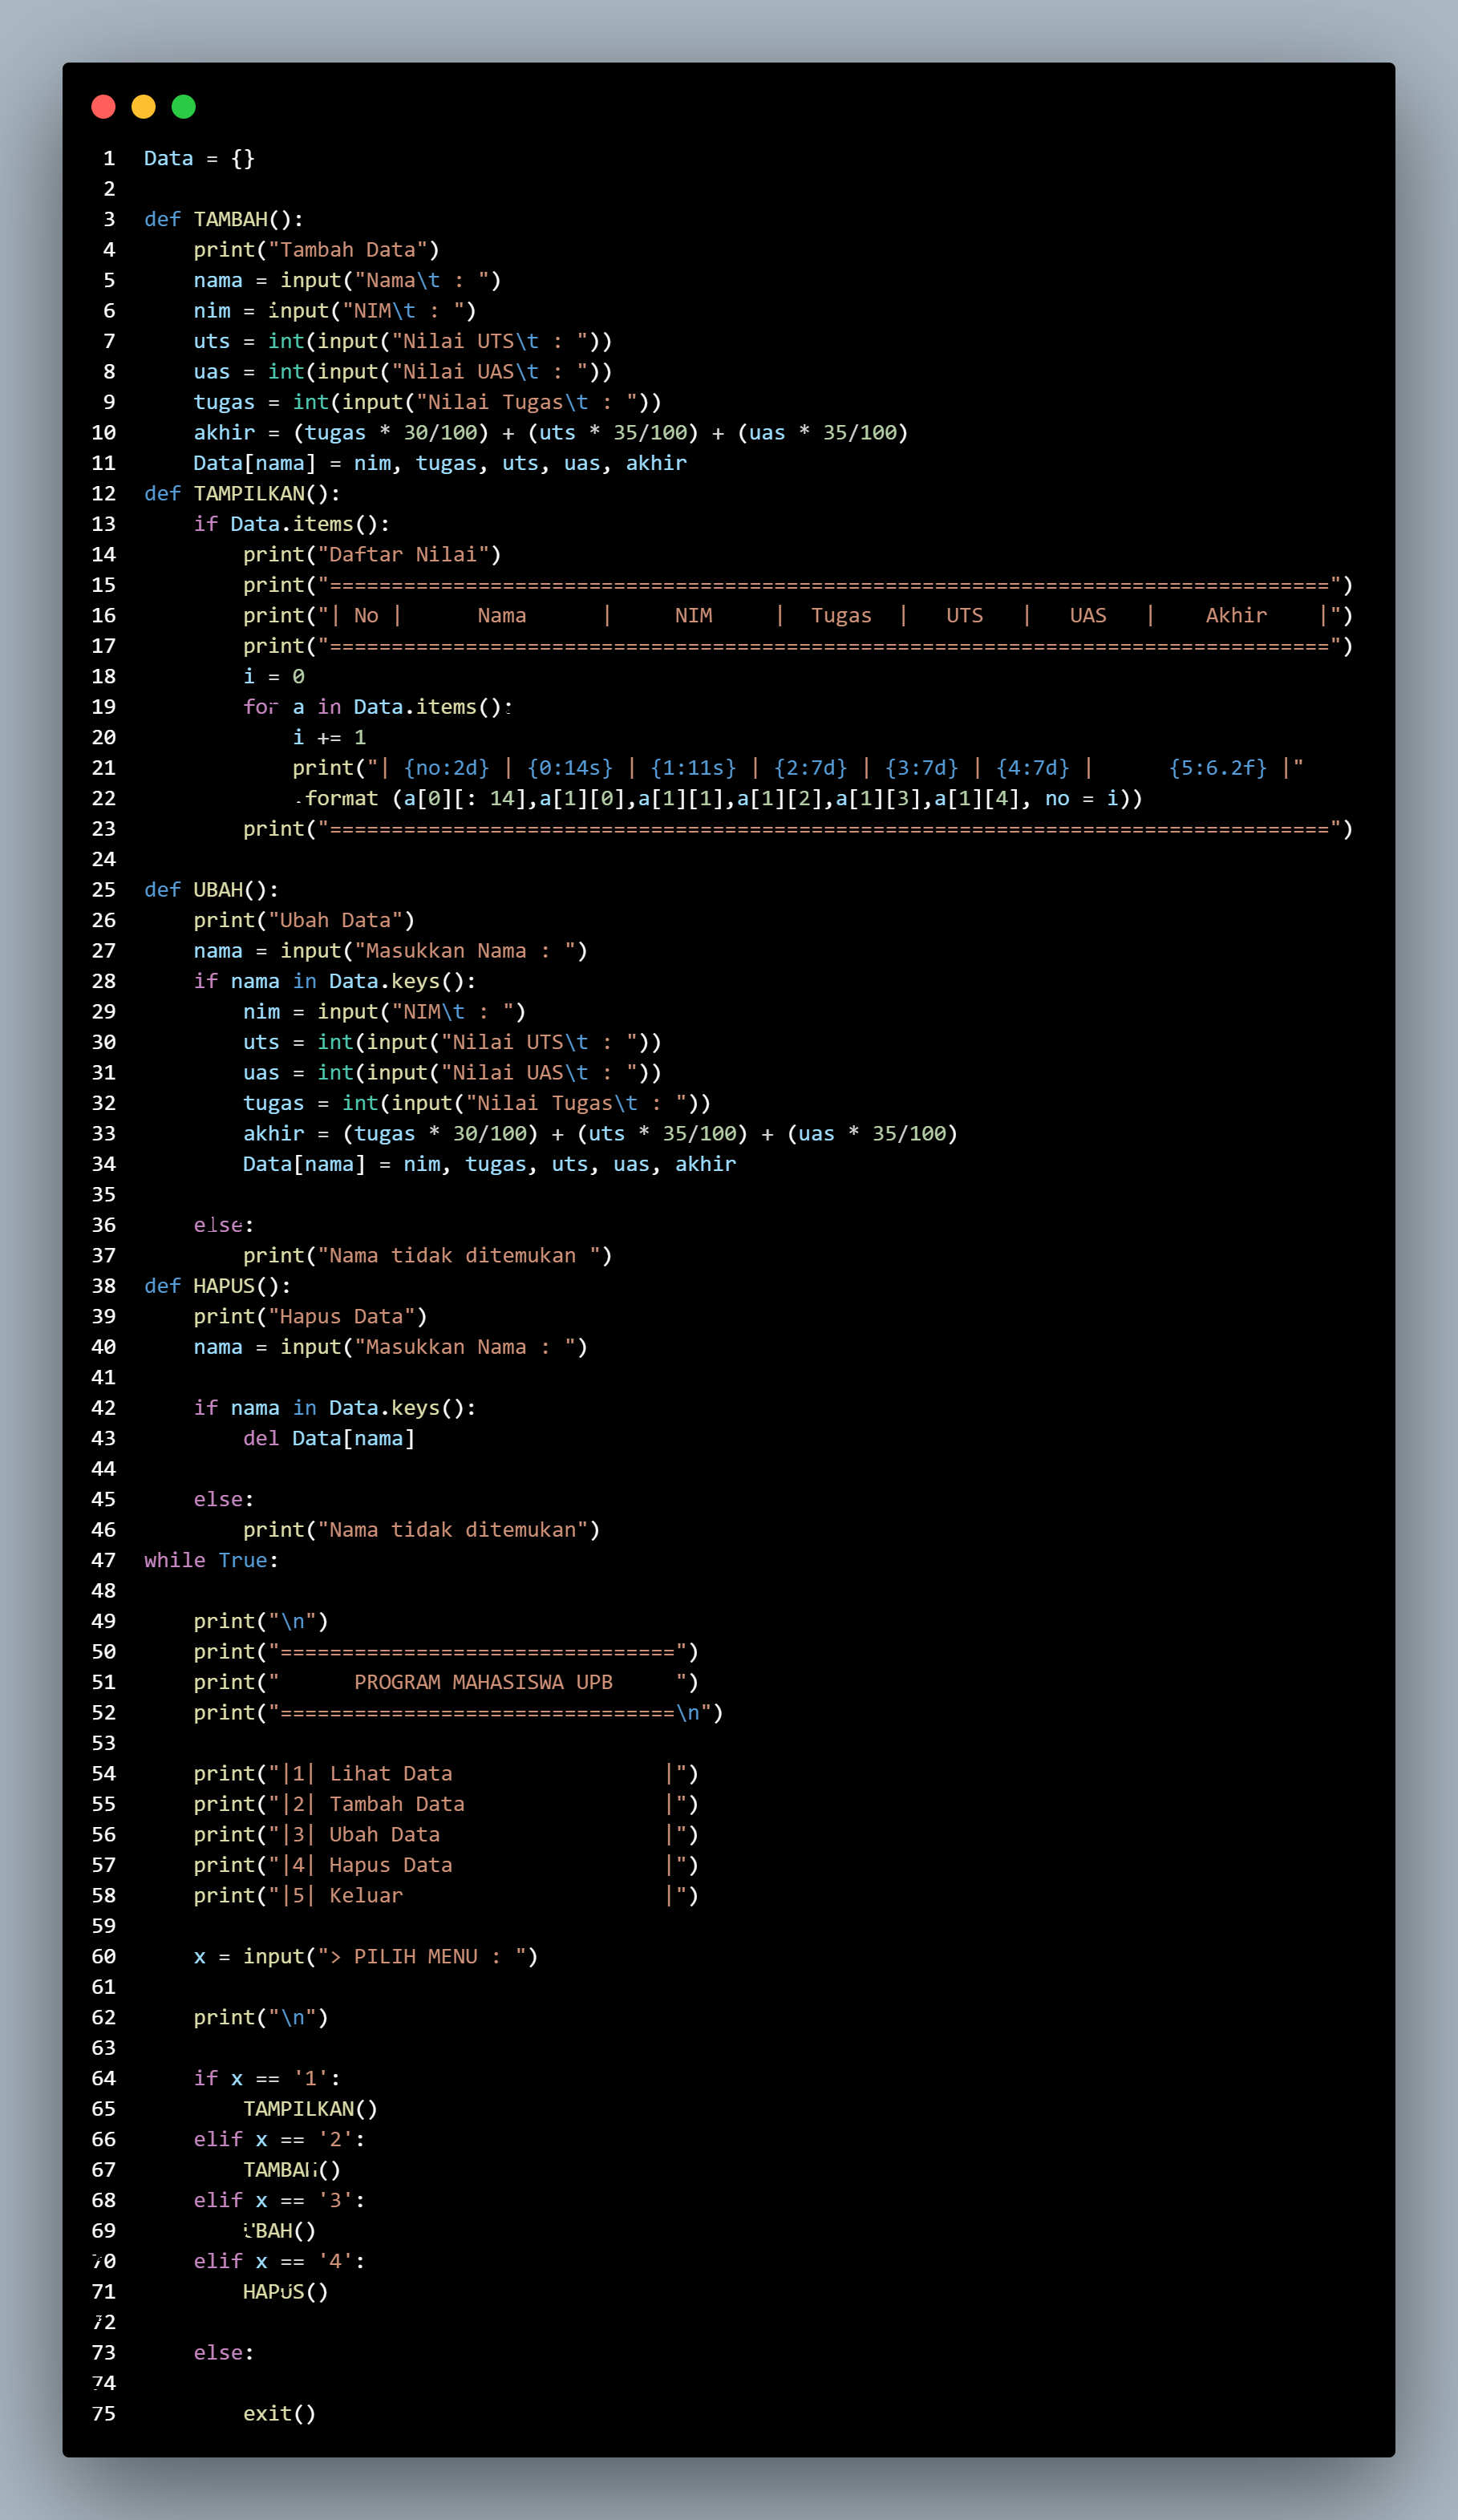 1 Data = {}
2
3 def TAMBAH():
4     print("Tambah Data")
5     nama = input("Nama\t : ")
6     nim = input("NIM\t : ")
7     uts = int(input("Nilai UTS\t : "))
8     uas = int(input("Nilai UAS\t : "))
9     tugas = int(input("Nilai Tugas\t : "))
10     akhir = (tugas * 30/100) + (uts * 35/100) + (uas * 35/100)
11     Data[nama] = nim, tugas, uts, uas, akhir
12 def TAMPILKAN():
13     if Data.items():
14         print("Daftar Nilai")
15         print("=================================================================================")
16         print("| No |      Nama      |     NIM     |  Tugas  |   UTS   |   UAS   |    Akhir    |")
17         print("=================================================================================")
18         i = 0
19         for a in Data.items():
20             i += 1
21             print("| {no:2d} | {0:14s} | {1:11s} | {2:7d} | {3:7d} | {4:7d} |      {5:6.2f} |"
22             .format (a[0][: 14],a[1][0],a[1][1],a[1][2],a[1][3],a[1][4], no = i))
23         print("=================================================================================")
24
25 def UBAH():
26     print("Ubah Data")
27     nama = input("Masukkan Nama : ")
28     if nama in Data.keys():
29         nim = input("NIM\t : ")
30         uts = int(input("Nilai UTS\t : "))
31         uas = int(input("Nilai UAS\t : "))
32         tugas = int(input("Nilai Tugas\t : "))
33         akhir = (tugas * 30/100) + (uts * 35/100) + (uas * 35/100)
34         Data[nama] = nim, tugas, uts, uas, akhir
35
36     else:
37         print("Nama tidak ditemukan ")
38 def HAPUS():
39     print("Hapus Data")
40     nama = input("Masukkan Nama : ")
41
42     if nama in Data.keys():
43         del Data[nama]
44
45     else:
46         print("Nama tidak ditemukan")
47 while True:
48
49     print("\n")
50     print("================================")
51     print("      PROGRAM MAHASISWA UPB     ")
52     print("================================\n")
53
54     print("|1| Lihat Data                 |")
55     print("|2| Tambah Data                |")
56     print("|3| Ubah Data                  |")
57     print("|4| Hapus Data                 |")
58     print("|5| Keluar                     |")
59
60     x = input("> PILIH MENU : ")
61
62     print("\n")
63
64     if x == '1':
65         TAMPILKAN()
66     elif x == '2':
67         TAMBAH()
68     elif x == '3':
69         UBAH()
70     elif x == '4':
71         HAPUS()
72
73     else:
74
75         exit()